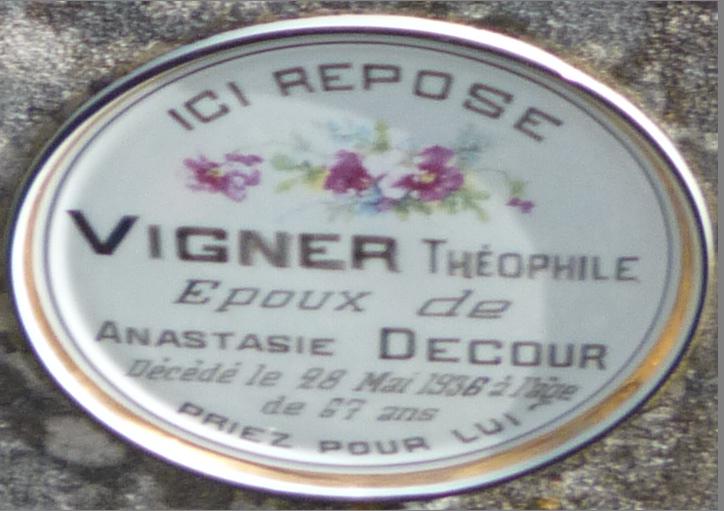 ICI REPOSE
VIGNER THÉOPHILE
Epoux de
ANASTASIE DECOUR
Décédé le 28 Mai 1936 à l'âge
de 67 ans
PRIEZ POUR LUI